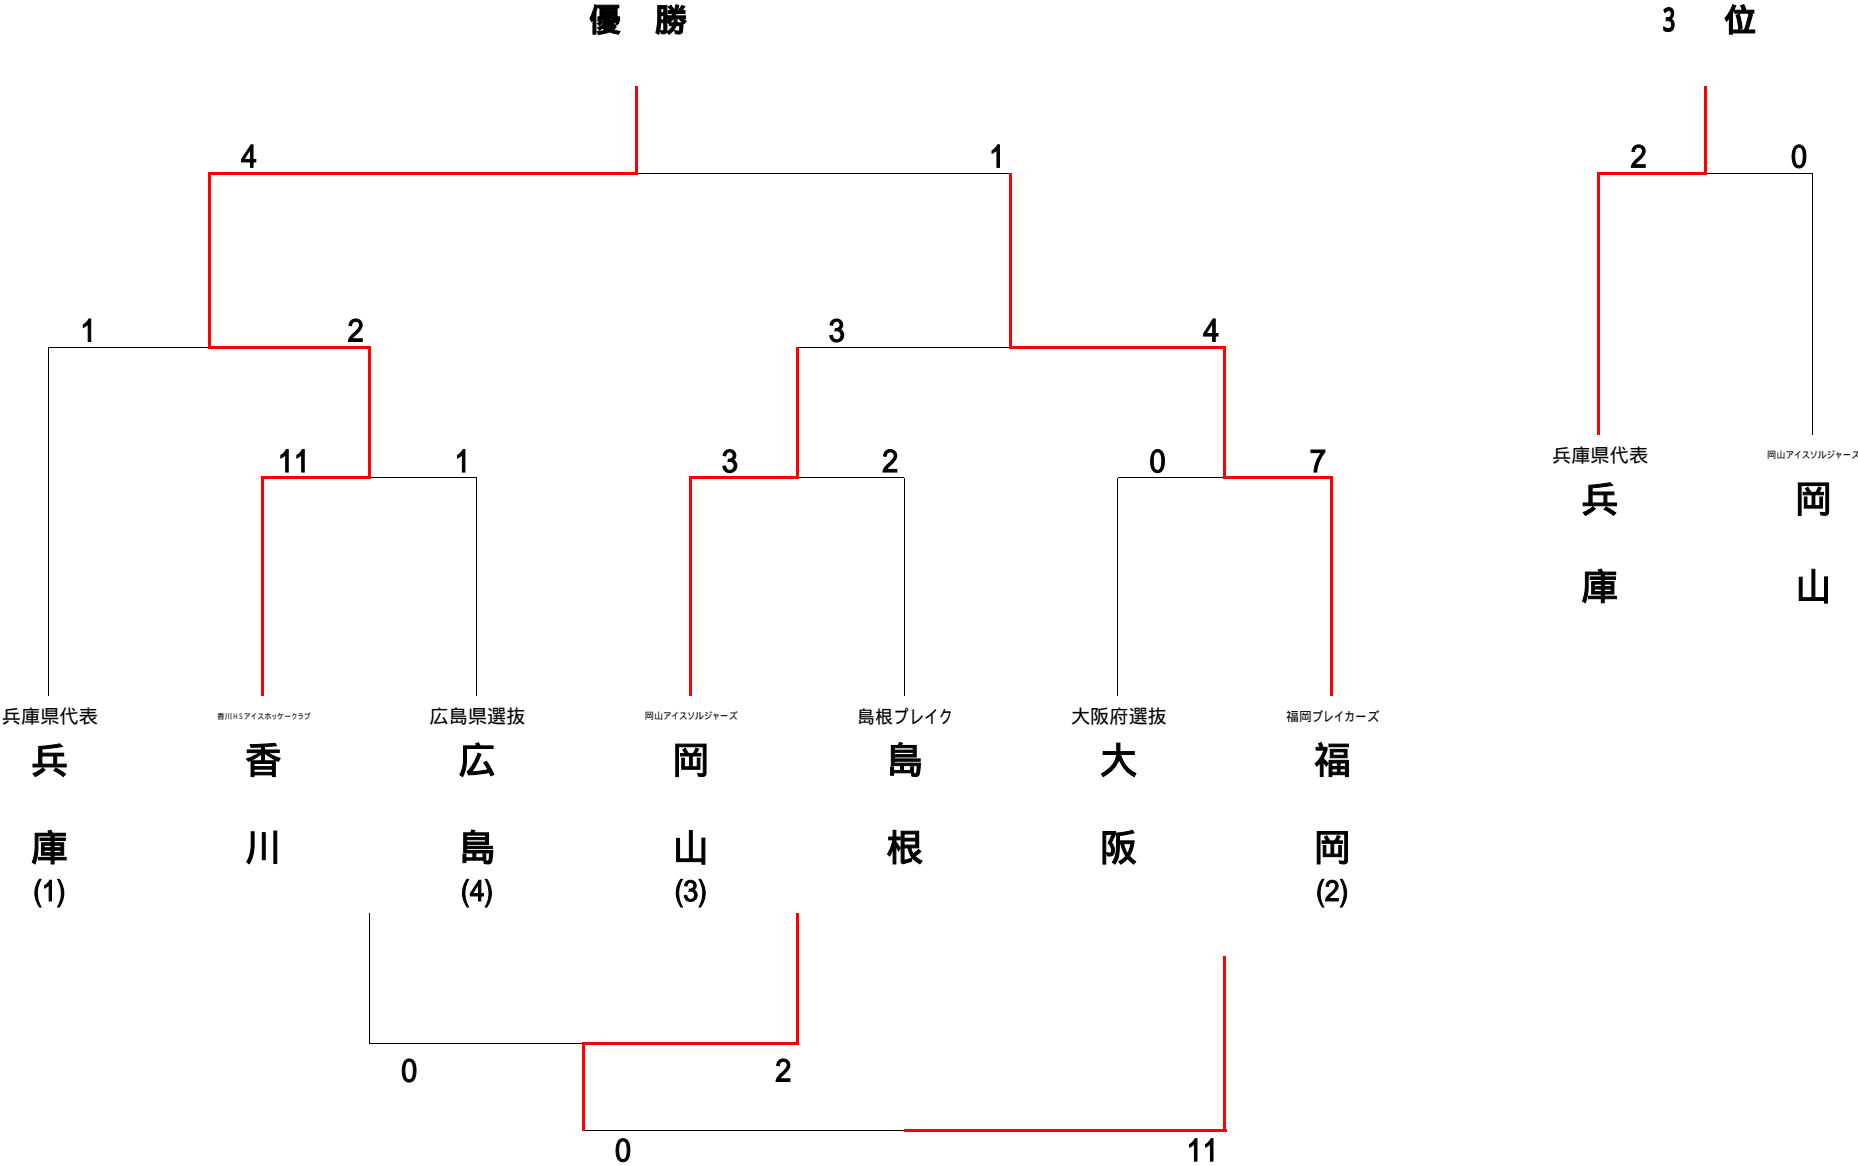 優　勝
3　位
4
1
2
0
1
2
3
4
11
1
3
2
0
7
兵庫県代表
岡山アイスソルジャーズ
兵庫
岡山
兵庫県代表
香川HSアイスホッケークラブ
広島県選抜
岡山アイスソルジャーズ
島根ブレイク
大阪府選抜
福岡ブレイカーズ
兵庫
香川
広島
岡山
島根
大阪
福岡
(1)
(4)
(3)
(2)
0
2
0
11